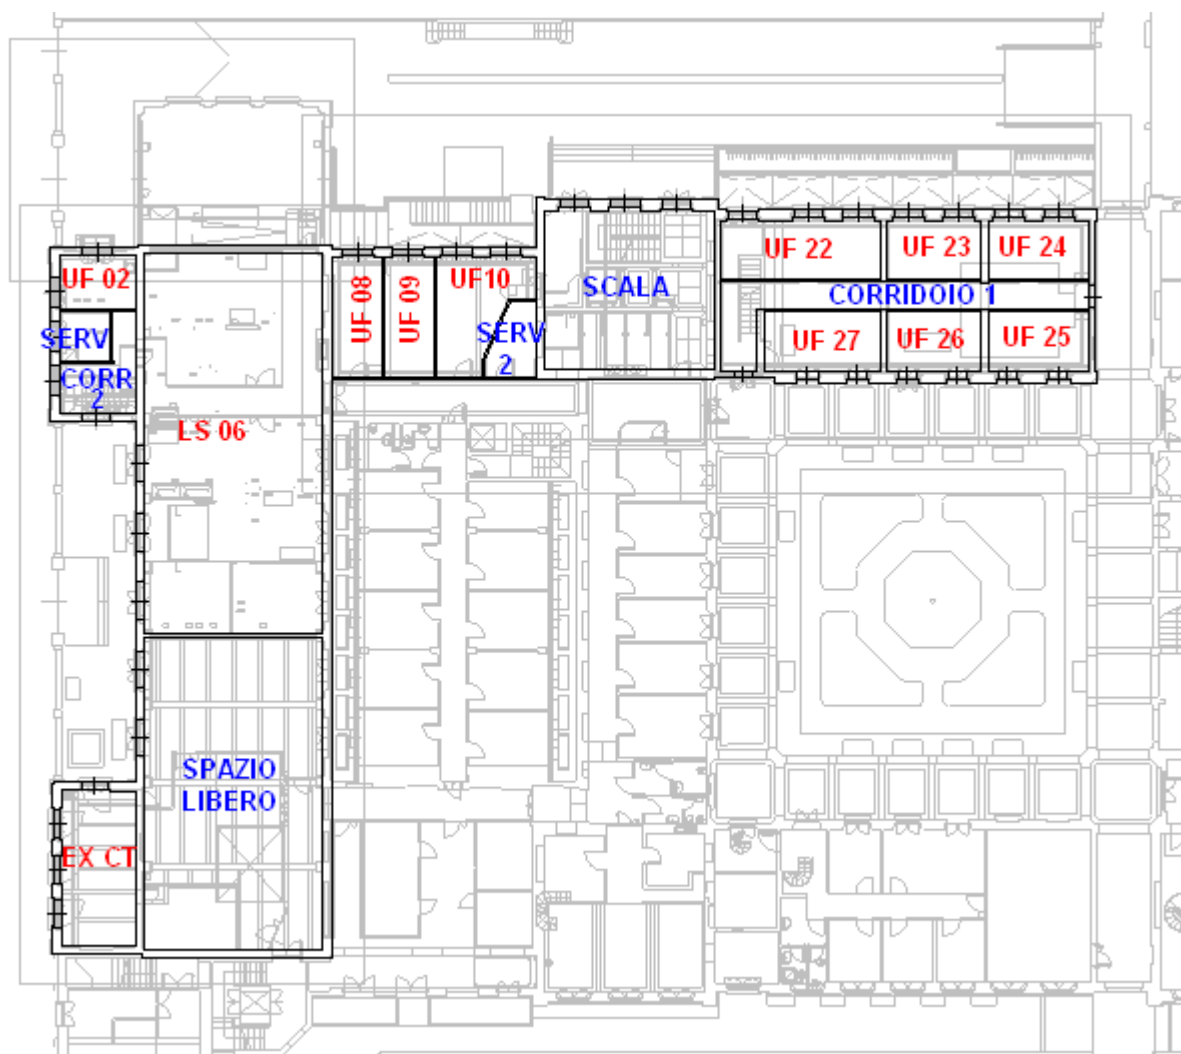 UF 22
UF 23
UF 24
UF 02
UF 08
UF 09
UF10
SCALA
CORRIDOIO 1
SERV
SERV
2
UF 27
UF 26
UF 25
CORR
2
LS 06
SPAZIO
LIBERO
EX CT